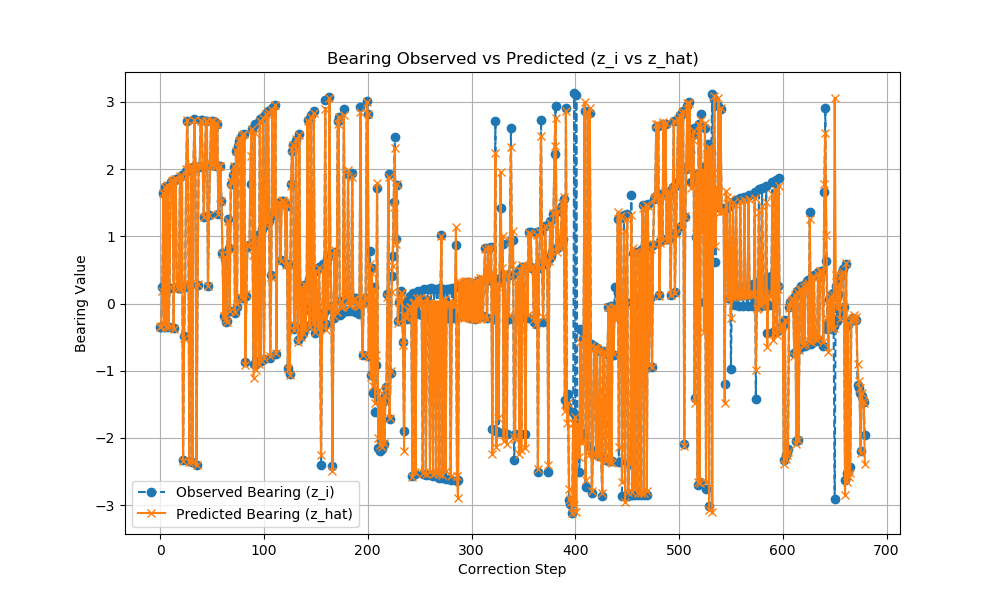 Bearing Observed vs Predicted (z_i vs z_hat)
3
2
1
0
−1
−2
−3
Bearing Value
Observed Bearing (z_i)
Predicted Bearing (z_hat)
0 100 200 300 400 500 600 700
Correction Step